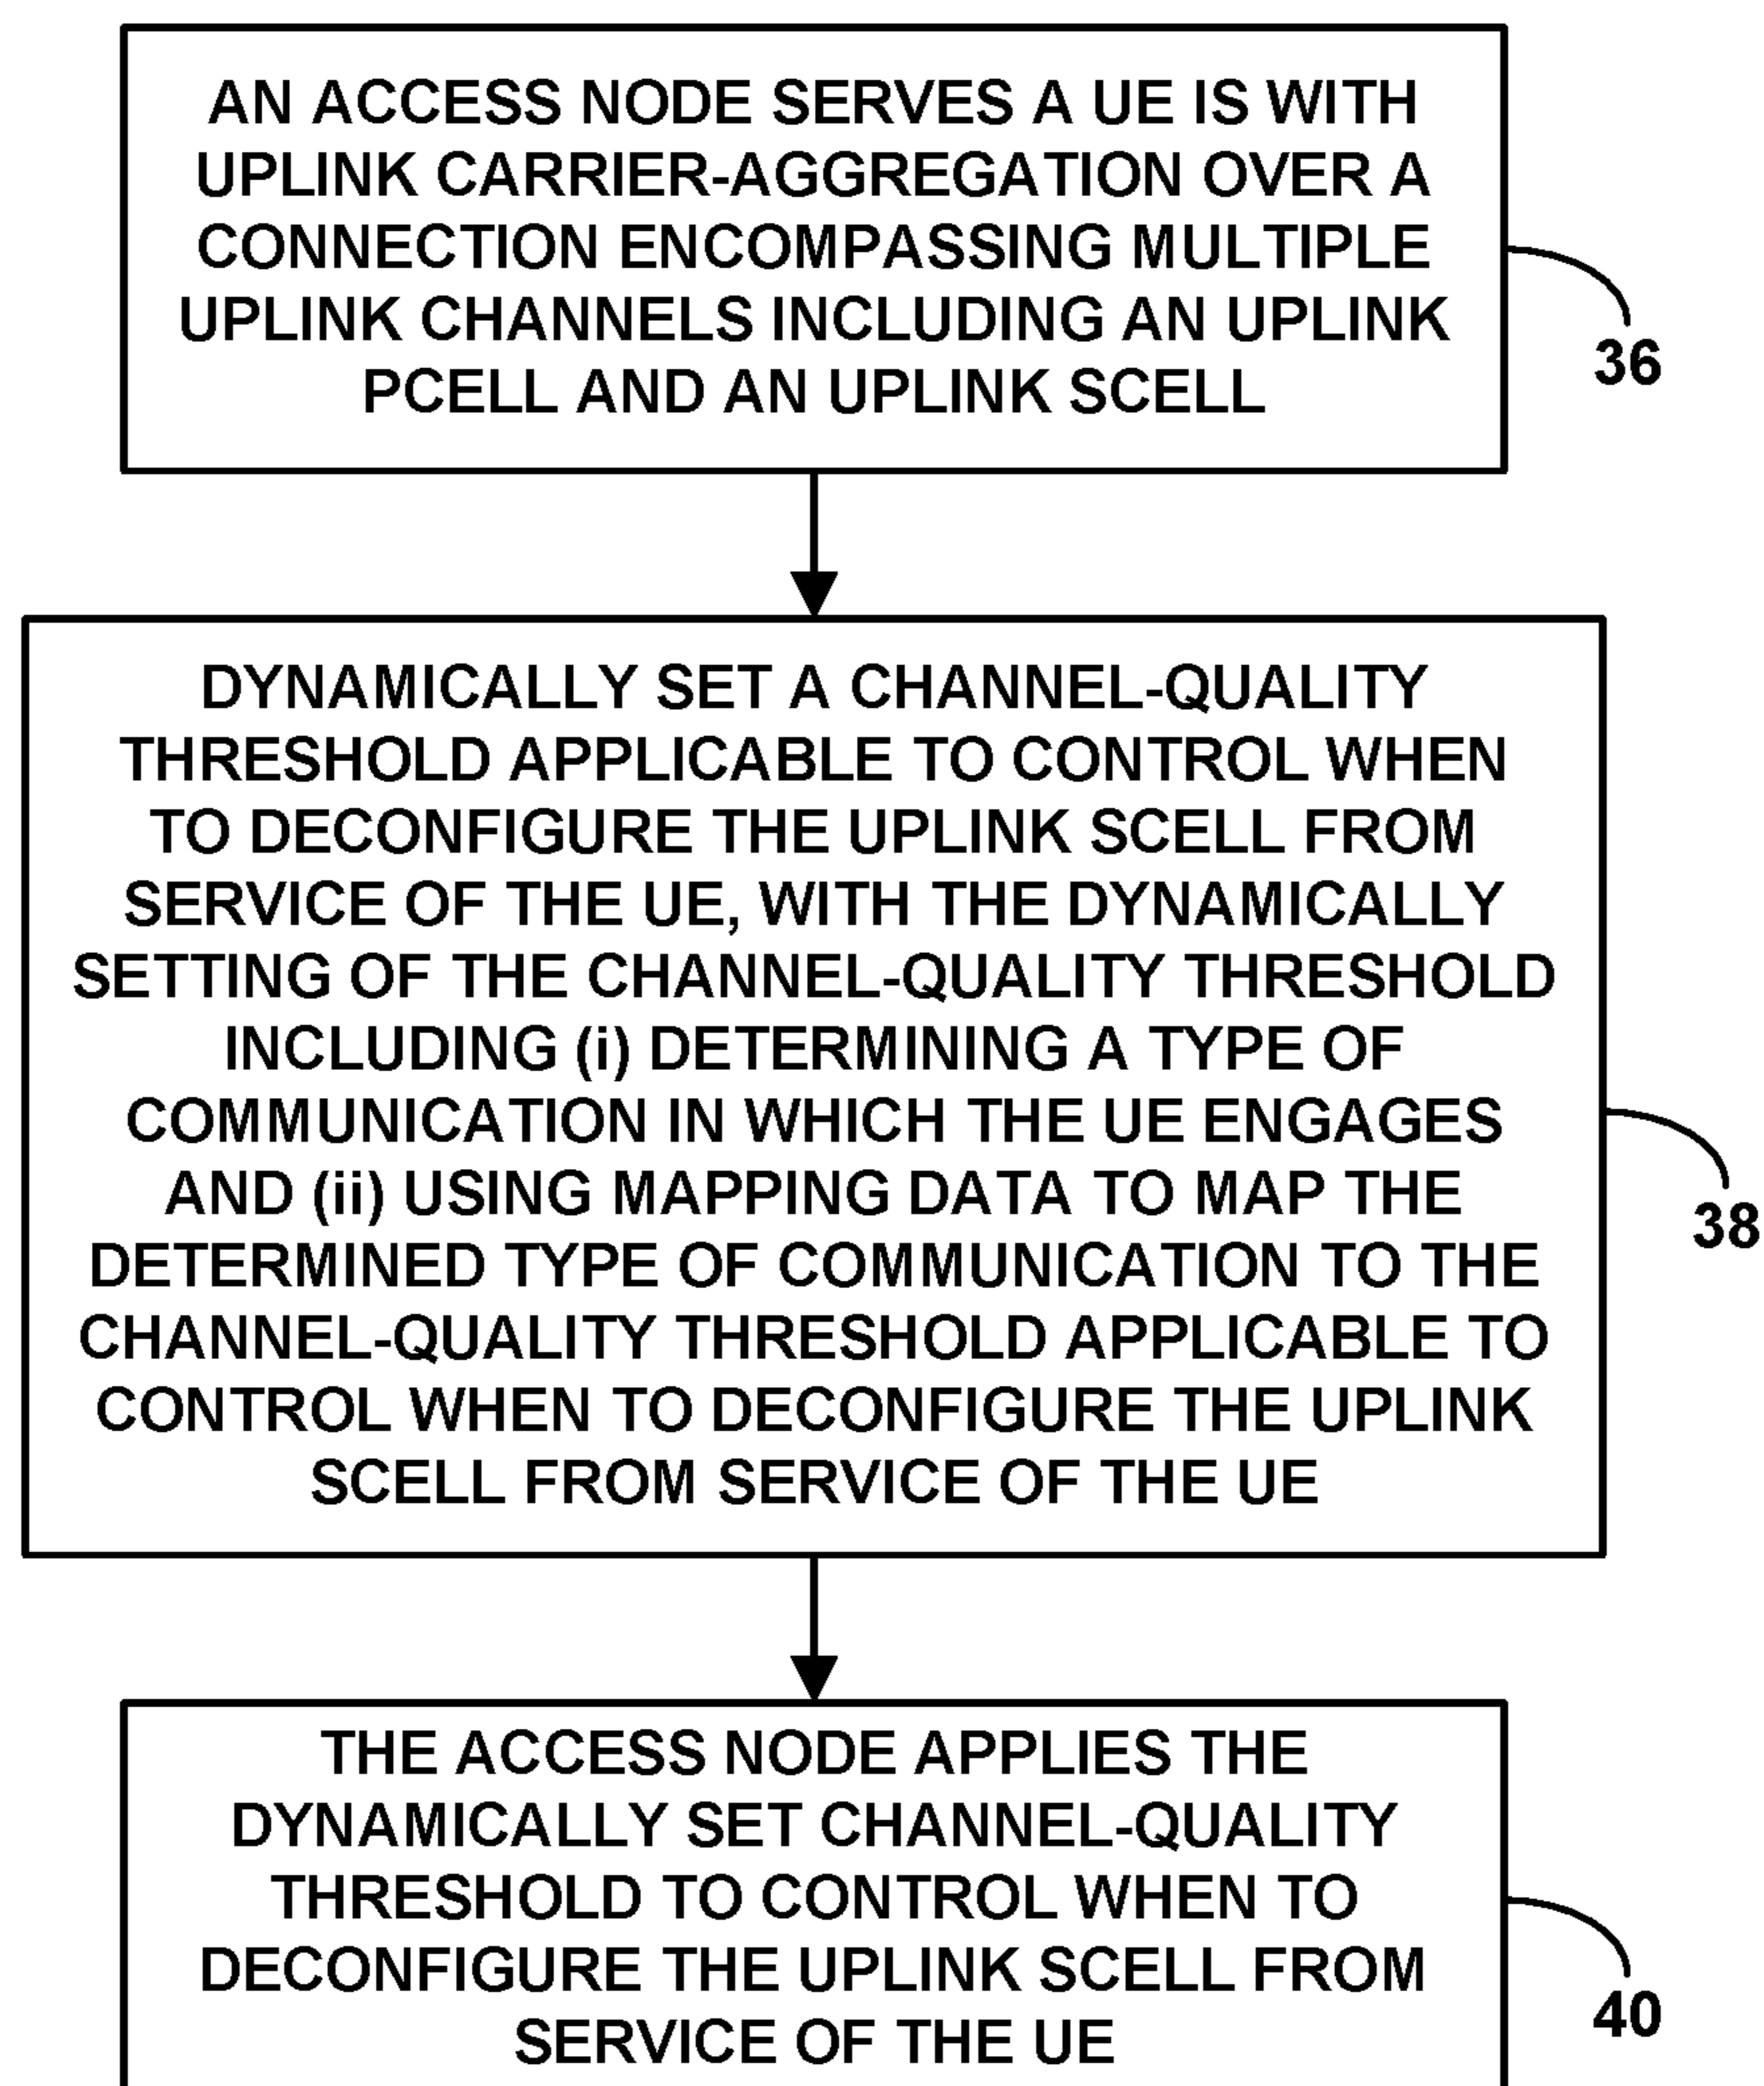 AN ACCESS NODE SERVES A UE IS WITH
UPLINK CARRIER-AGGREGATION OVER A
CONNECTION ENCOMPASSING MULTIPLE
UPLINK CHANNELS INCLUDING AN UPLINK
PCELL AND AN UPLINK SCELL
36
DYNAMICALLY SET A CHANNEL-QUALITY
THRESHOLD APPLICABLE TO CONTROL WHEN
TO DECONFIGURE THE UPLINK SCELL FROM
SERVICE OF THE UE, WITH THE DYNAMICALLY
SETTING OF THE CHANNEL-QUALITY THRESHOLD
INCLUDING (i) DETERMINING A TYPE OF
COMMUNICATION IN WHICH THE UE ENGAGES
AND (ii) USING MAPPING DATA TO MAP THE
DETERMINED TYPE OF COMMUNICATION TO THE
CHANNEL-QUALITY THRESHOLD APPLICABLE TO
CONTROL WHEN TO DECONFIGURE THE UPLINK
SCELL FROM SERVICE OF THE UE
38
THE ACCESS NODE APPLIES THE
DYNAMICALLY SET CHANNEL-QUALITY
THRESHOLD TO CONTROL WHEN TO
DECONFIGURE THE UPLINK SCELL FROM
SERVICE OF THE UE
40